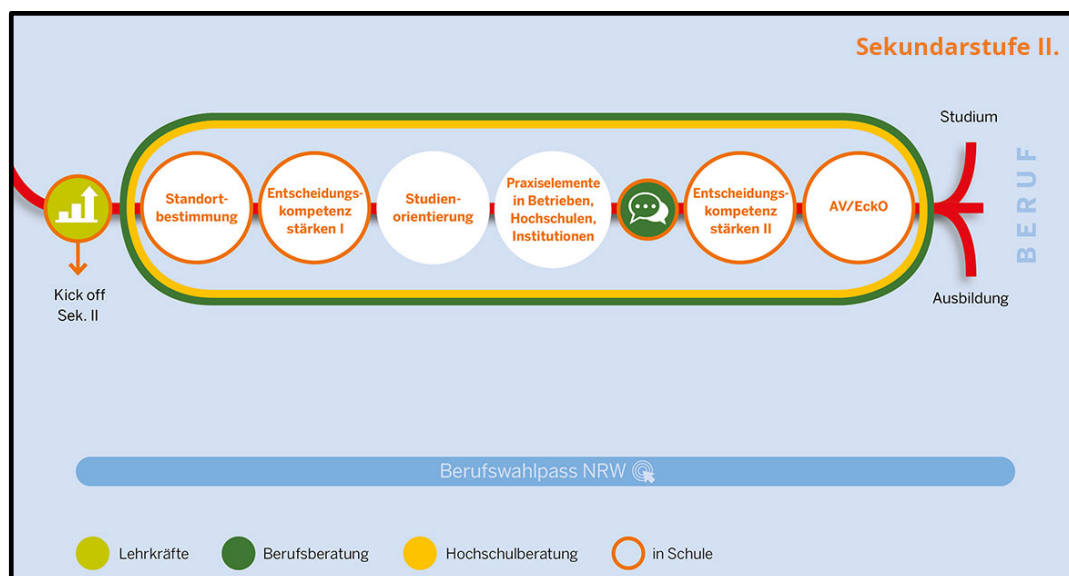 Sekundarstufe II.
Studium
BERUF
Standort-
bestimmung
Entscheidungs-
kompetenz
stärken I
Studien-
orientierung
Praxiselemente
in Betrieben,
Hochschulen,
Institutionen
Entscheidungs-
kompetenz
stärken II
AV/EckO
Kick off
Sek. II
Ausbildung
Berufswahlpass NRW
Lehrkräfte
Berufsberatung
Hochschulberatung
in Schule